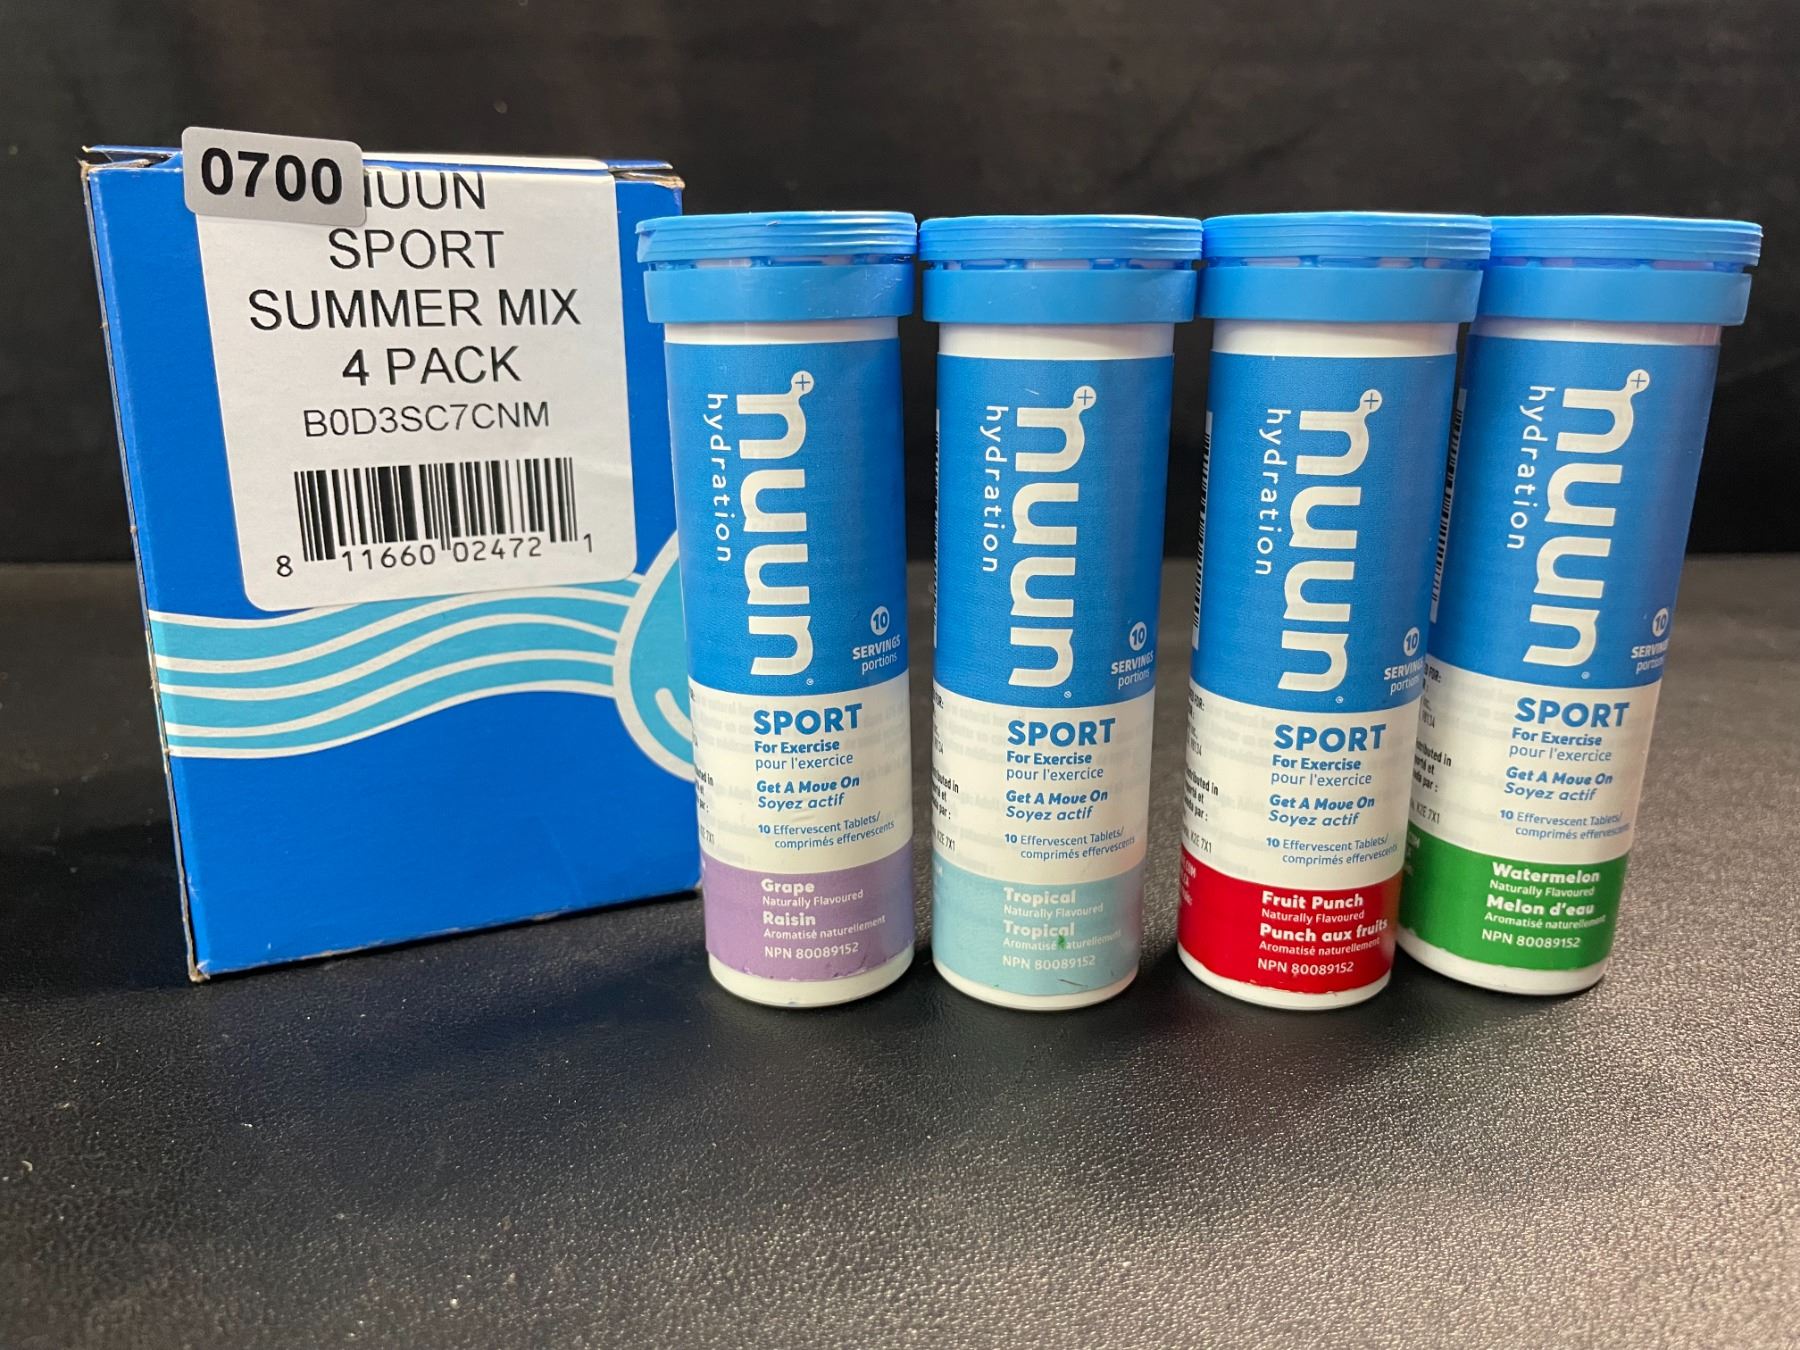 0700
NUUN
SPORT
SUMMER MIX
4 PACK
B0D3SC7CNM
8 11660 02472 1
nuun
hydration
10
SERVINGS
portions
SPORT
For Exercise
pour l'exercice
Get A Move On
Soyez actif
10 Effervescent Tablets/
comprimés effervescents
Grape
Naturally Flavoured
Raisin
Aromatisé naturellement
NPN 80089152
nuun
hydration
10
SERVINGS
portions
SPORT
For Exercise
pour l'exercice
Get A Move On
Soyez actif
10 Effervescent Tablets/
comprimés effervescents
Tropical
Naturally Flavoured
Tropical
Aromatisé naturellement
NPN 80089152
nuun
hydration
10
SERVINGS
portions
SPORT
For Exercise
pour l'exercice
Get A Move On
Soyez actif
10 Effervescent Tablets/
comprimés effervescents
Fruit Punch
Naturally Flavoured
Punch aux fruits
Aromatisé naturellement
NPN 80089152
nuun
hydration
10
SERVINGS
portions
SPORT
For Exercise
pour l'exercice
Get A Move On
Soyez actif
10 Effervescent Tablets/
comprimés effervescents
Watermelon
Naturally Flavoured
Melon d'eau
Aromatisé naturellement
NPN 80089152